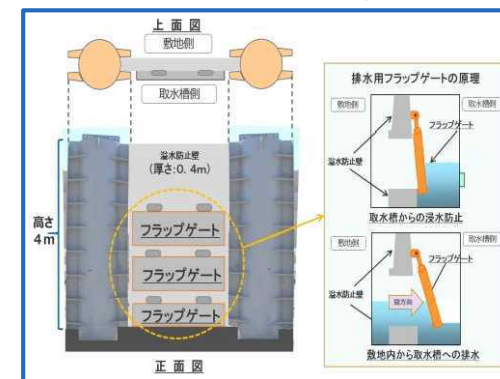 上 面 図
敷地側
取水槽側
溢水防止壁
(厚さ:0.4m)
高さ
4m
フラップゲート
フラップゲート
フラップゲート
正 面 図
排水用フラップゲートの原理
敷地側
取水槽側
フラップゲート
溢水防止壁
取水槽からの浸水防止
敷地側
取水槽側
フラップゲート
溢水防止壁
敷地内から取水槽への排水